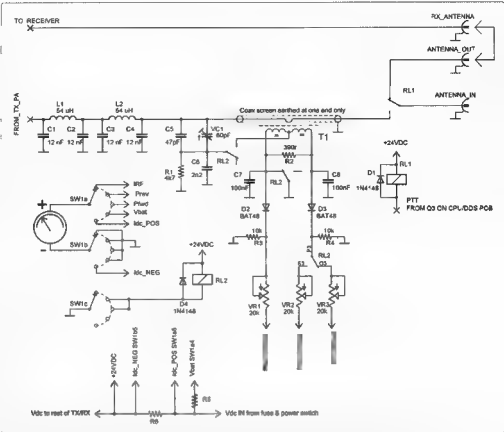 TO RECEIVER
RX_ANTENNA
ANTENNA_OUT
ANTENNA_IN
RL1
FROM_TX_PA
L1
54 uH
L2
54 uH
Coax screen earthed at one end only
C1
12 nF
C2
12 nF
C3
12 nF
C4
12 nF
C5
47pF
VC1
60pF
T1
RL2
390r
R2
R1
4k7
C6
2n2
C7
100nF
RL2
C8
100nF
+24VDC
D1
1N4148
RL1
PTT
FROM Q3 ON CPU/DDS PCB
IRF
Prev
Pfwd
Vbat
Idc_POS
SW1a
+
D2
BAT48
D3
BAT48
SW1b
Idc_NEG
10k
R3
10k
R4
+24VDC
RL2
D4
1N4148
RL2
SW1c
VR1
20k
VR2
20k
VR3
20k
+24VDC
Idc_NEG SW1b5
Idc_POS SW1a5
Vbat SW1a4
R5
R6
Vdc to rest of TX/RX
Vdc IN from fuse & power switch